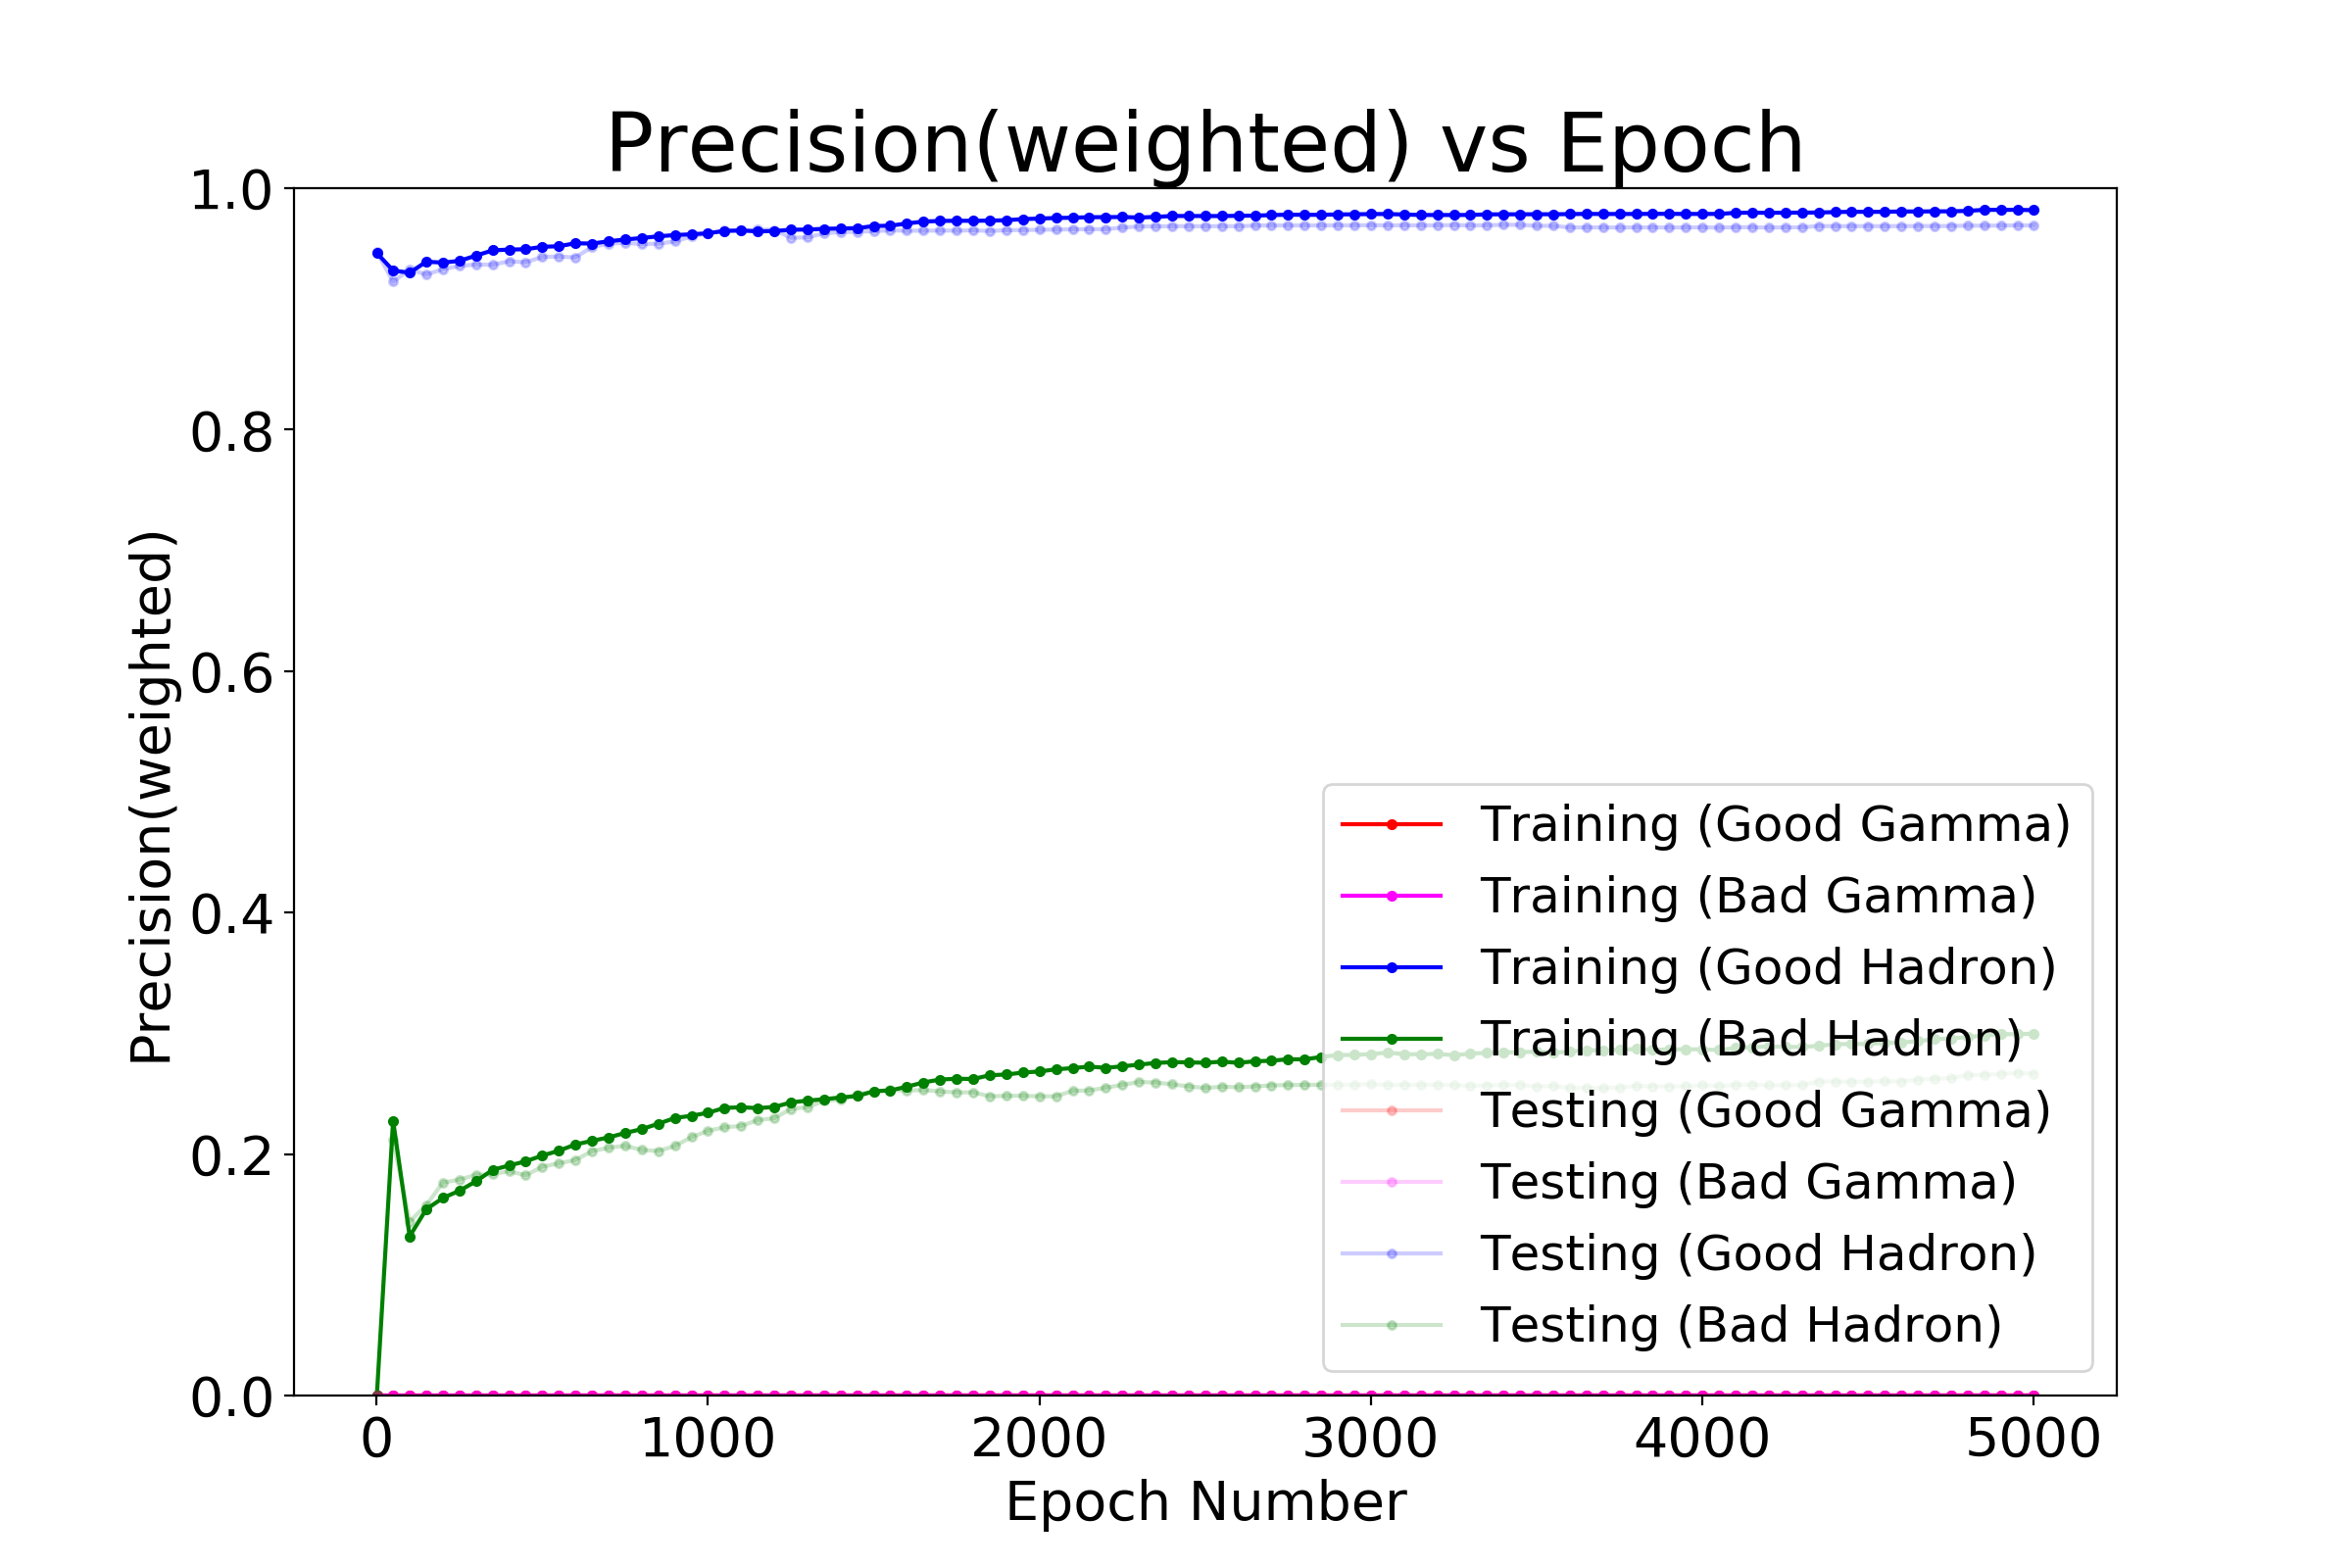 Precision(weighted) vs Epoch
1.0
0.8
0.6
0.4
0.2
0.0
Precision(weighted)
Training (Good Gamma)
Training (Bad Gamma)
Training (Good Hadron)
Training (Bad Hadron)
Testing (Good Gamma)
Testing (Bad Gamma)
Testing (Good Hadron)
Testing (Bad Hadron)
0 1000 2000 3000 4000 5000
Epoch Number